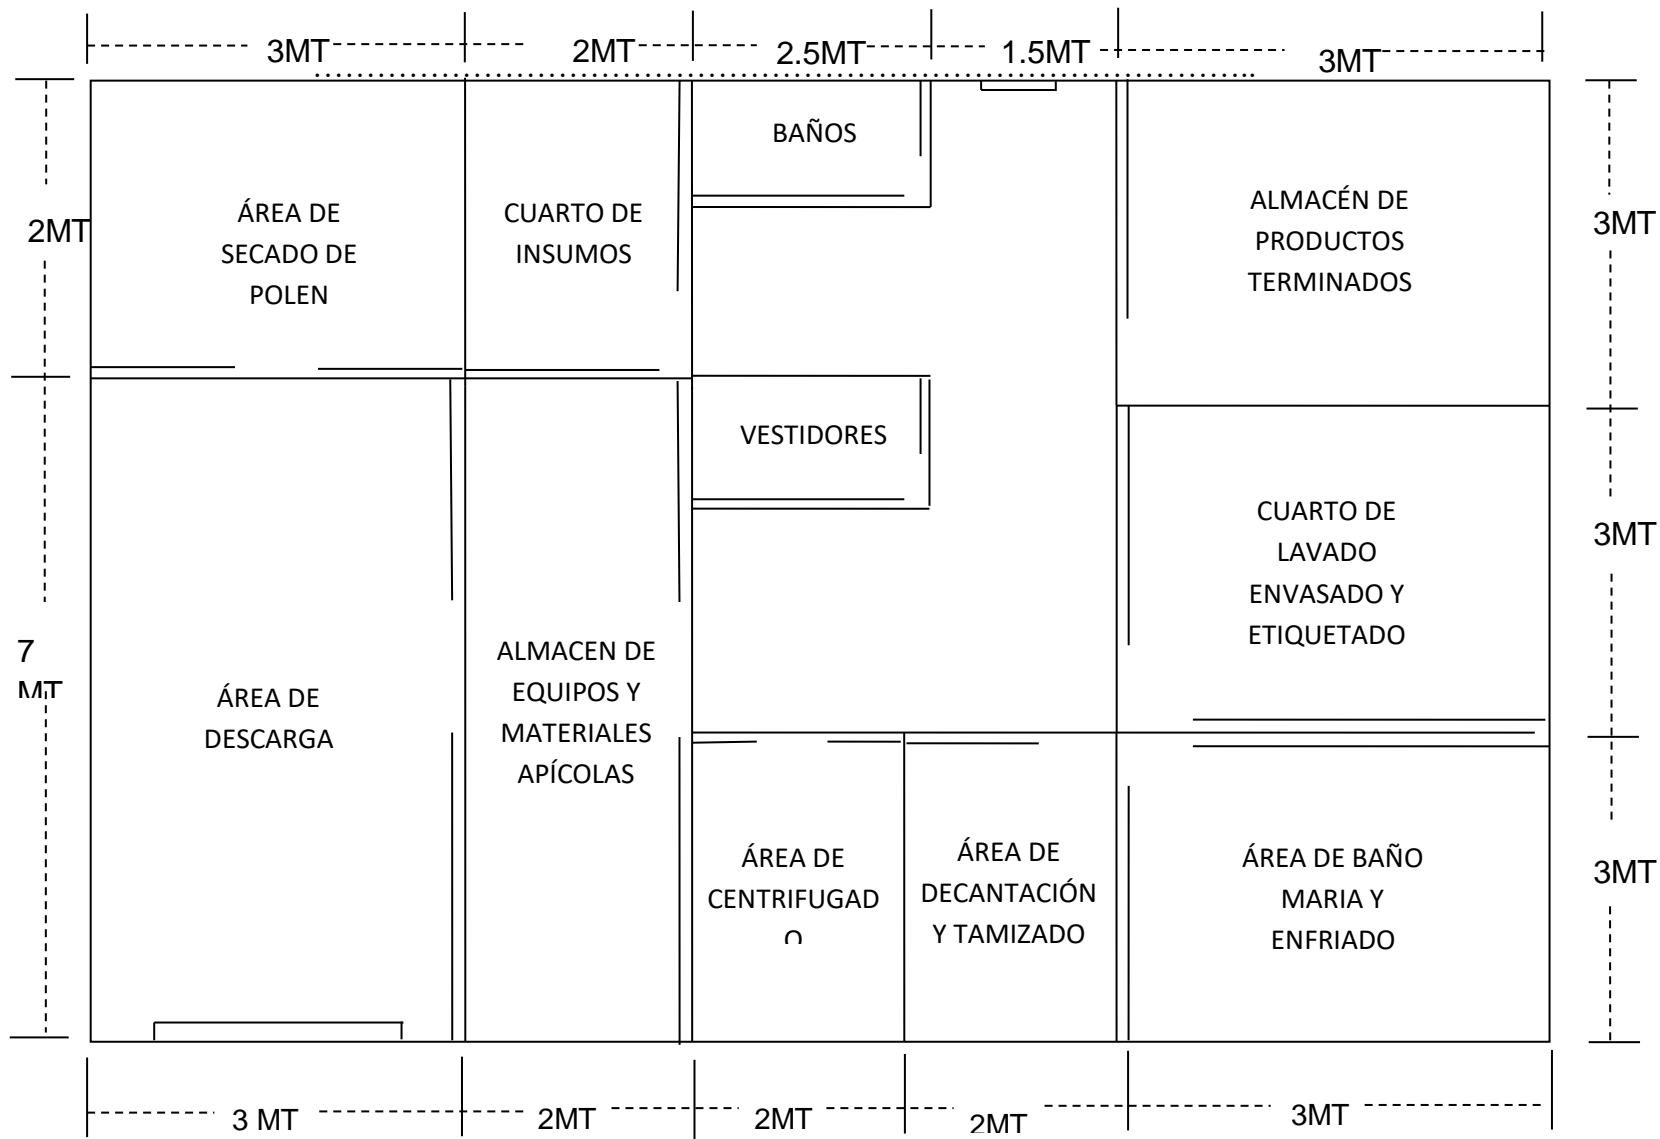 3MT
2MT
2.5MT
1.5MT
3MT
BAÑOS
ÁREA DE
SECADO DE
POLEN
CUARTO DE
INSUMOS
ALMACÉN DE
PRODUCTOS
TERMINADOS
2MT
3MT
VESTIDORES
CUARTO DE
LAVADO
ENVASADO Y
ETIQUETADO
3MT
7
MT
ÁREA DE
DESCARGA
ALMACEN DE
EQUIPOS Y
MATERIALES
APÍCOLAS
ÁREA DE
CENTRIFUGAD
O
ÁREA DE
DECANTACIÓN
Y TAMIZADO
ÁREA DE BAÑO
MARIA Y
ENFRIADO
3MT
3 MT
2MT
2MT
2MT
3MT